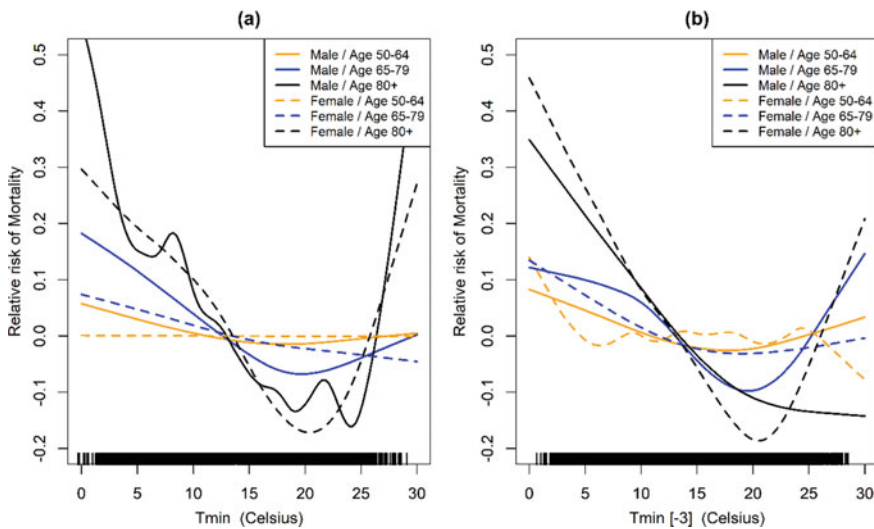 (a)
Relative risk of Mortality
0.5
0.4
0.3
0.2
0.1
0.0
-0.1
-0.2
Male / Age 50-64
Male / Age 65-79
Male / Age 80+
Female / Age 50-64
Female / Age 65-79
Female / Age 80+
0 5 10 15 20 25 30
Tmin (Celsius)
(b)
Relative risk of Mortality
0.5
0.4
0.3
0.2
0.1
0.0
-0.1
-0.2
Male / Age 50-64
Male / Age 65-79
Male / Age 80+
Female / Age 50-64
Female / Age 65-79
Female / Age 80+
0 5 10 15 20 25 30
Tmin [-3] (Celsius)